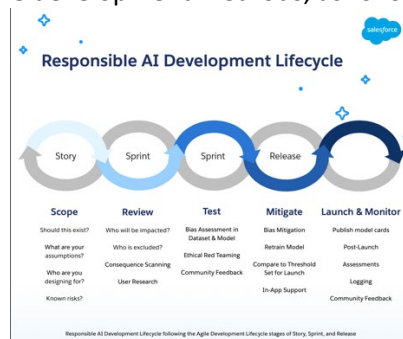 salesforce
Responsible AI Development Lifecycle
Story
Sprint
Sprint
Release
Scope
Should this exist?
What are your
assumptions?
Who are you
designing for?
Known risks?
Review
Who will be impacted?
Who is excluded?
Consequence Scanning
User Research
Test
Bias Assessment in
Dataset & Model
Ethical Red Teaming
Community Feedback
Mitigate
Bias Mitigation
Retrain Model
Compare to Threshold
Set for Launch
In-App Support
Launch & Monitor
Publish model cards
Post-Launch
Assessments
Logging
Community Feedback
Responsible AI Development Lifecycle following the Agile Development Lifecycle stages of Story, Sprint, and Release